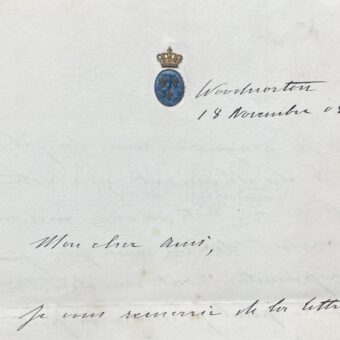 Woodnorton
18 Novembre 0
Mon cher ami,
je vous remercie de la lettre